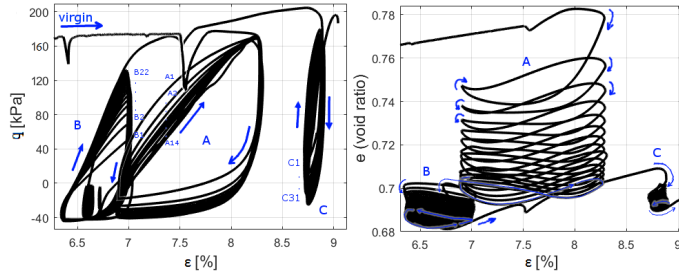 200
160
120
80
40
0
-40
q [kPa]
virgin
B22
B2
B1
B
A1
A2
A14
A
C1
C31
C
6.5
7
7.5
8
8.5
9
ε [%]
0.78
0.76
0.74
0.72
0.7
0.68
e (void ratio)
A
B
C
6.5
7
7.5
8
8.5
ε [%]